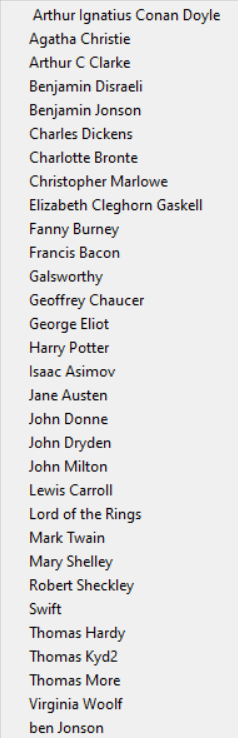 Arthur Ignatius Conan Doyle
Agatha Christie
Arthur C Clarke
Benjamin Disraeli
Benjamin Jonson
Charles Dickens
Charlotte Bronte
Christopher Marlowe
Elizabeth Cleghorn Gaskell
Fanny Burney
Francis Bacon
Galsworthy
Geoffrey Chaucer
George Eliot
Harry Potter
Isaac Asimov
Jane Austen
John Donne
John Dryden
John Milton
Lewis Carroll
Lord of the Rings
Mark Twain
Mary Shelley
Robert Sheckley
Swift
Thomas Hardy
Thomas Kyd2
Thomas More
Virginia Woolf
ben Jonson